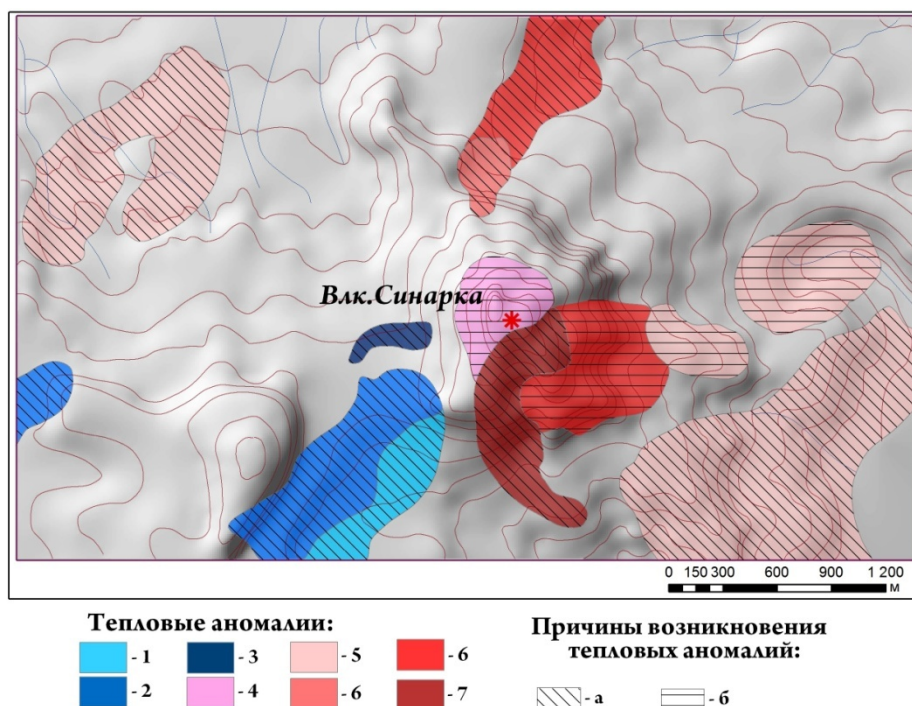 Влк.Синарка
0 150 300 600 900 1 200
м
Тепловые аномалии:
- 1 - 3 - 5 - 6
- 2 - 4 - 6 - 7
Причины возникновения
тепловых аномалий:
- а - б